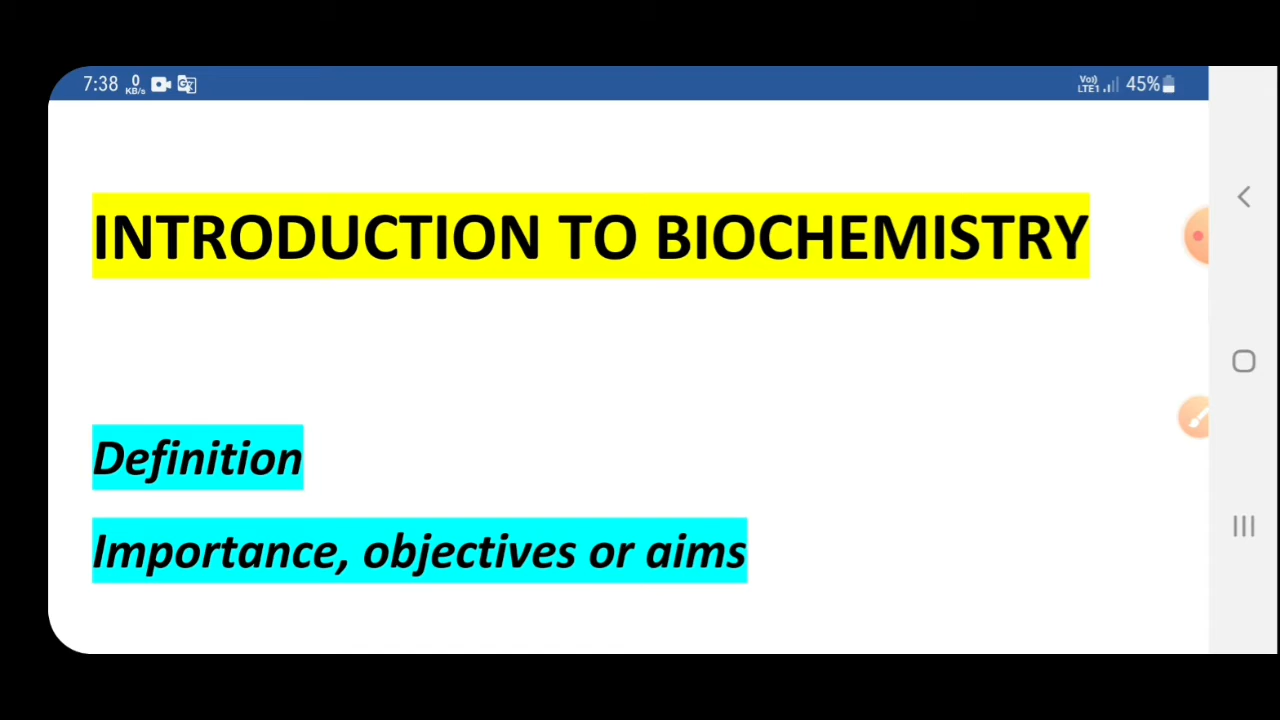 7:38 0 KB/s Vo)) LTE1 45%
INTRODUCTION TO BIOCHEMISTRY
Definition
Importance, objectives or aims